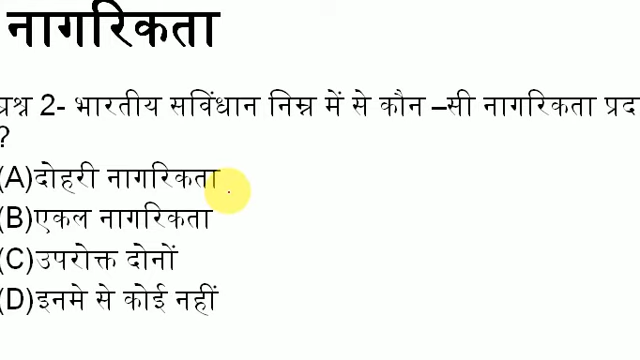 नागरिकता
प्रश्न 2- भारतीय सविंधान निम्न में से कौन –सी नागरिकता प्रद
?
(A)दोहरी नागरिकता
(B)एकल नागरिकता
(C)उपरोक्त दोनों
(D)इनमे से कोई नहीं